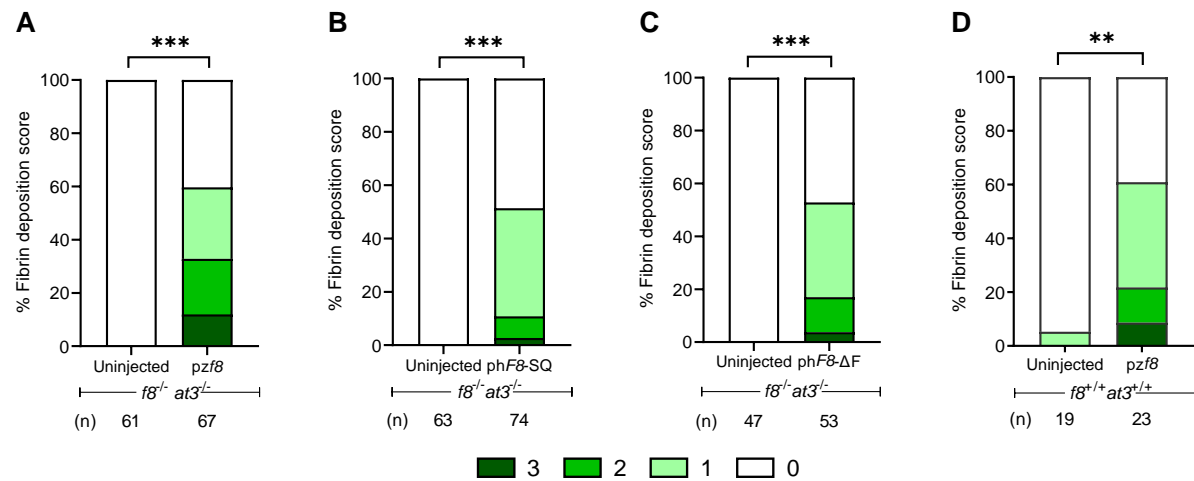 A
***
% Fibrin deposition score
100
80
60
40
20
0
Uninjected pzf8
f8-/- at3-/-
(n) 61 67
B
***
% Fibrin deposition score
100
80
60
40
20
0
Uninjected phF8-SQ
f8-/- at3-/-
63 74
C
***
% Fibrin deposition score
100
80
60
40
20
0
Uninjected phF8-ΔF
f8-/- at3-/-
(n) 47 53
D
**
% Fibrin deposition score
100
80
60
40
20
0
Uninjected pzf8
f8+/+ at3+/+
(n) 19 23
3 2 1 0